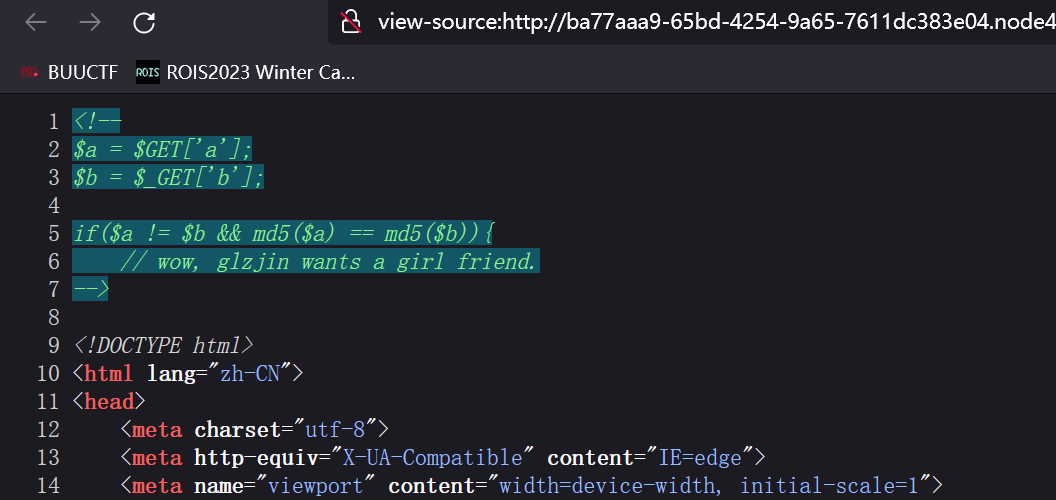 view-source:http://ba77aaa9-65bd-4254-9a65-7611dc383e04.node4
BUUCTF ROIS ROIS2023 Winter Ca...
1 <!--
2 $a = $GET['a'];
3 $b = $_GET['b'];
4
5 if($a != $b && md5($a) == md5($b)){
6 // wow, glzjin wants a girl friend.
7 -->
8
9 <!DOCTYPE html>
10 <html lang="zh-CN">
11 <head>
12 <meta charset="utf-8">
13 <meta http-equiv="X-UA-Compatible" content="IE=edge">
14 <meta name="viewport" content="width=device-width, initial-scale=1">